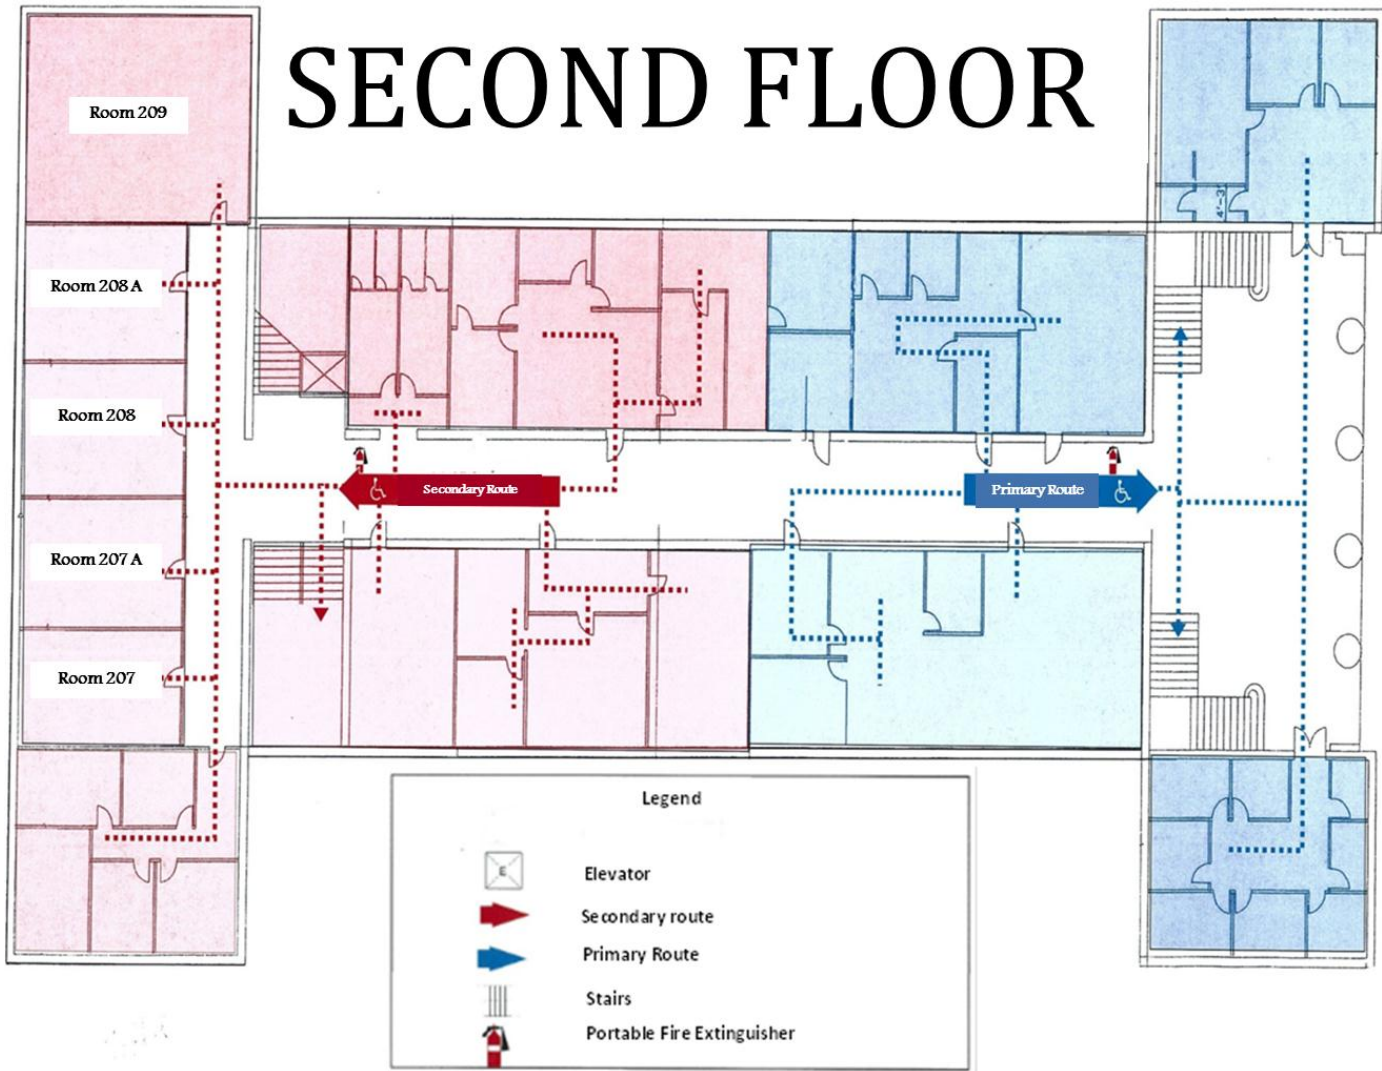 SECOND FLOOR
Room 209
Room 208 A
Room 208
Room 207 A
Room 207
Secondary Route
Primary Route
Legend
E
Elevator
Secondary route
Primary Route
Stairs
Portable Fire Extinguisher